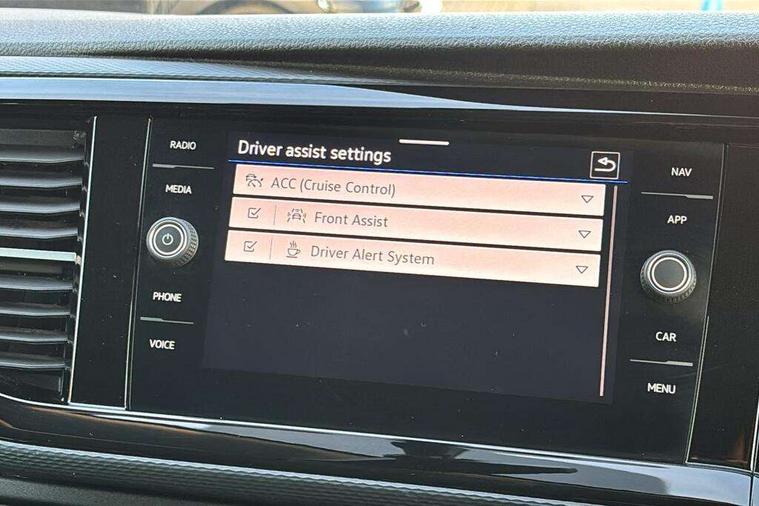 RADIO
MEDIA
PHONE
VOICE
Driver assist settings
ACC (Cruise Control)
Front Assist
Driver Alert System
NAV
APP
CAR
MENU